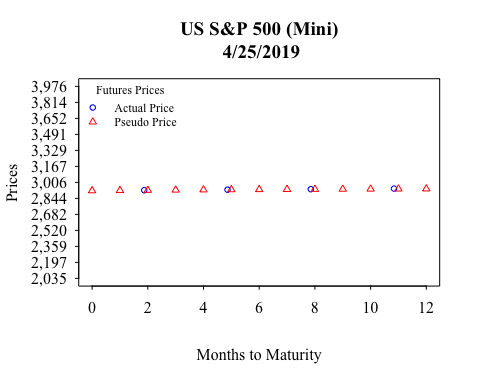 US S&P 500 (Mini)
4/25/2019
Futures Prices
Actual Price
Pseudo Price
Prices
3,976
3,814
3,652
3,491
3,329
3,167
3,006
2,844
2,682
2,520
2,359
2,197
2,035
0 2 4 6 8 10 12
Months to Maturity